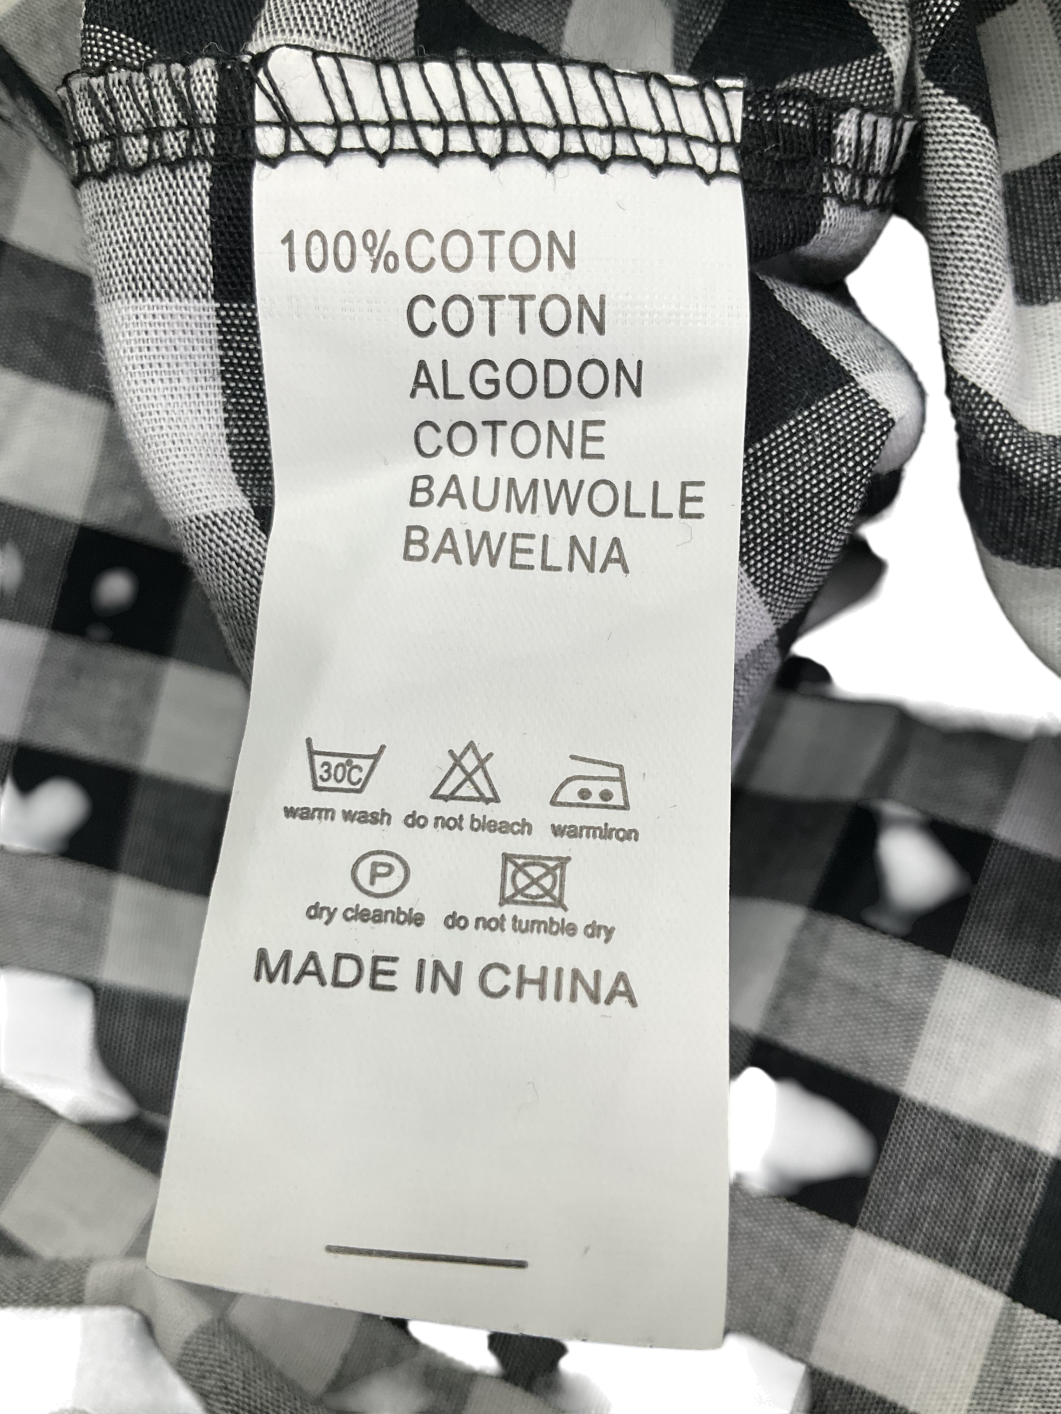 100%COTON
COTTON
ALGODON
COTONE
BAUMWOLLE
BAWELNA
30℃
warm wash do not bleach warmiron
P
dry cleanble do not tumble dry
MADE IN CHINA